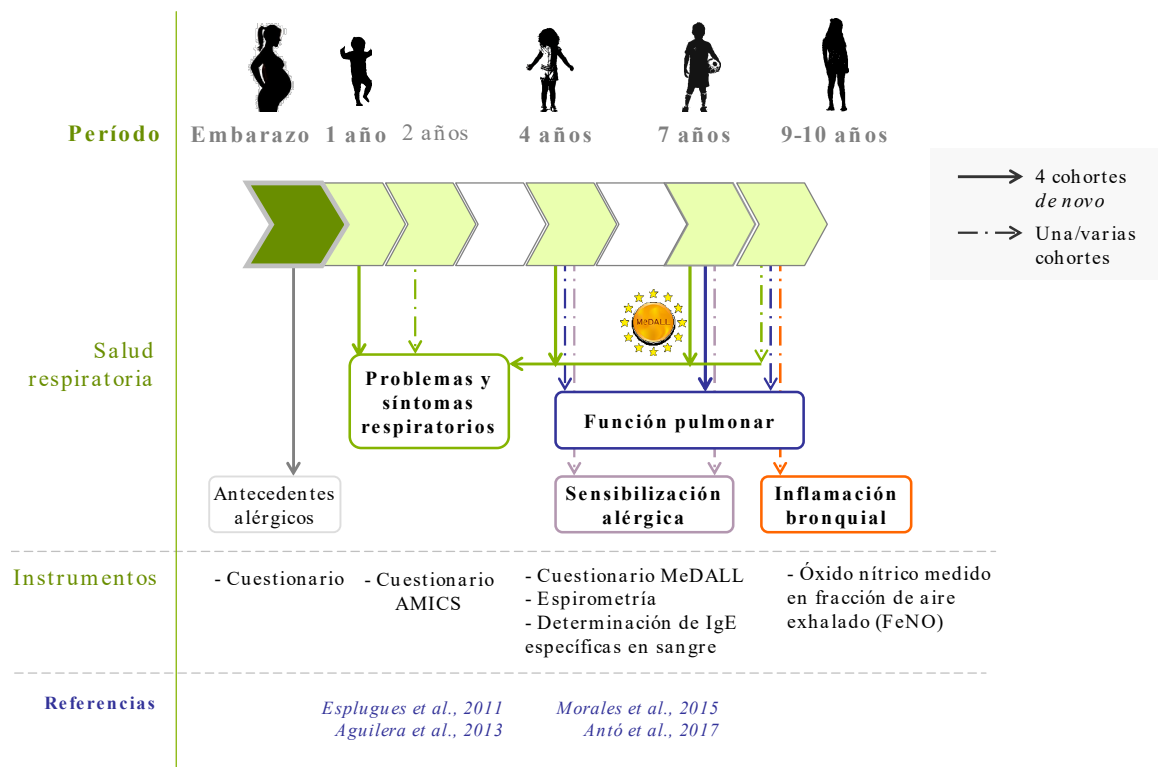 Período
Embarazo
1 año
2 años
4 años
7 años
9-10 años
4 cohortes
de novo
Una/varias
cohortes
Salud
respiratoria
MeDALL
Problemas y
síntomas
respiratorios
Función pulmonar
Antecedentes
alérgicos
Sensibilización
alérgica
Inflamación
bronquial
Instrumentos
- Cuestionario
- Cuestionario
AMICS
- Cuestionario MeDALL
- Espirometría
- Determinación de IgE
específicas en sangre
- Óxido nítrico medido
en fracción de aire
exhalado (FeNO)
Referencias
Esplugues et al., 2011
Aguilera et al., 2013
Morales et al., 2015
Antó et al., 2017